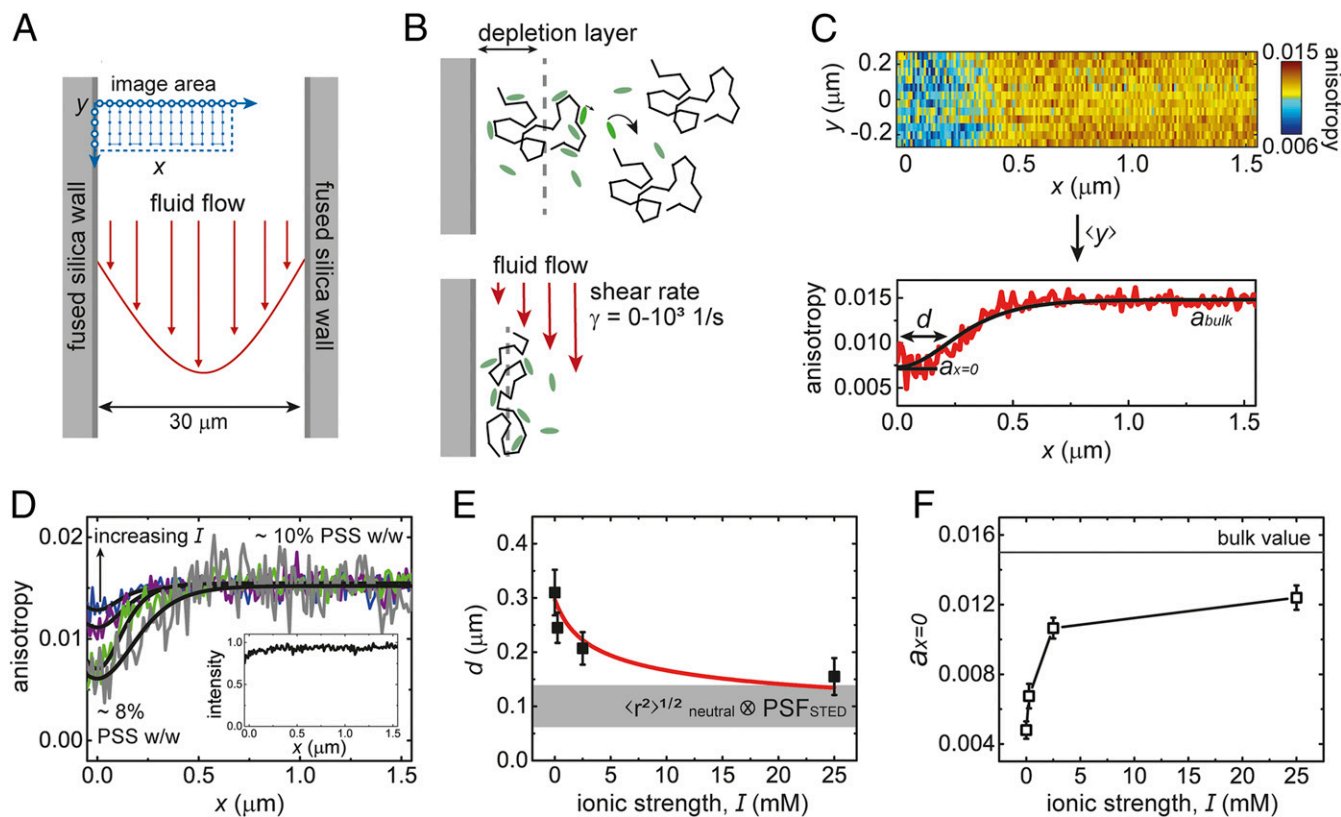 A
image area
y
x
fluid flow
fused silica wall
fused silica wall
30 μm
B
depletion layer
fluid flow
shear rate
γ = 0-10³ 1/s
C
y (μm)
0.2
0
-0.2
0
0.5
1.0
1.5
x (μm)
0.015
0.006
anisotropy
⟨y⟩
anisotropy
0.015
0.010
0.005
d
abulk
ax=0
0.0
0.5
1.0
1.5
x (μm)
D
anisotropy
0.02
0.01
0.00
increasing I
~ 10% PSS w/w
~ 8%
PSS w/w
intensity
1.0
0.5
0.0
0.0 0.5 1.0 1.5
x (μm)
0.0 0.5 1.0 1.5
x (μm)
E
d (μm)
0.4
0.3
0.2
0.1
0.0
⟨r²⟩¹/² neutral ⊗ PSFSTED
0 5 10 15 20 25
ionic strength, I (mM)
F
ax=0
0.016
0.012
0.008
0.004
bulk value
0 5 10 15 20 25
ionic strength, I (mM)